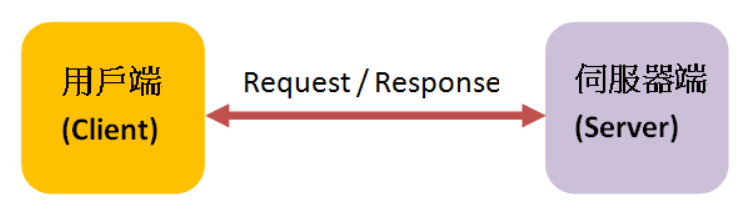 用戶端
(Client)
Request / Response
伺服器端
(Server)